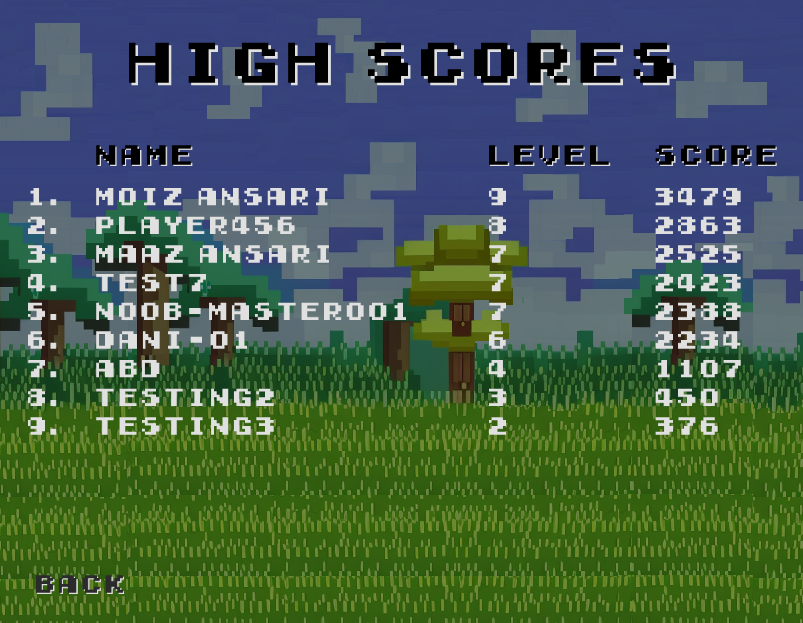 HIGH SCORES
NAME LEVEL SCORE
1. MOIZ ANSARI 9 3479
2. PLAYER456 8 2863
3. MAAZ ANSARI 7 2525
4. TEST7 7 2423
5. NOOB-MASTER001 7 2388
6. DANI-01 6 2234
7. ABD 4 1107
8. TESTING2 3 450
9. TESTING3 2 376
BACK